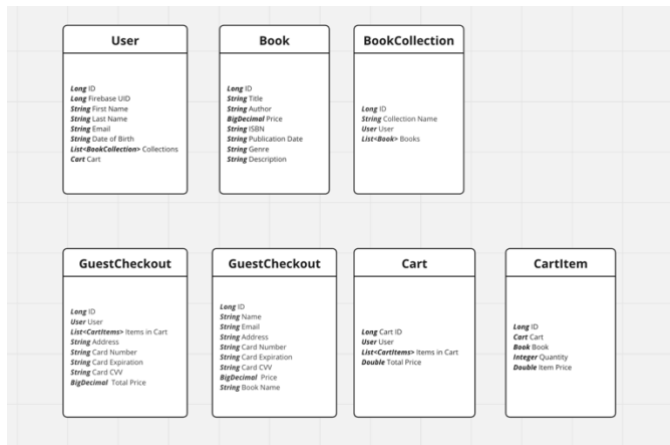 User
Long ID
Long Firebase UID
String First Name
String Last Name
String Email
String Date of Birth
List<BookCollection> Collections
Cart Cart
Book
Long ID
String Title
String Author
BigDecimal Price
String ISBN
String Publication Date
String Genre
String Description
BookCollection
Long ID
String Collection Name
User User
List<Book> Books
GuestCheckout
Long ID
User User
List<CartItems> Items in Cart
String Address
String Card Number
String Card Expiration
String Card CVV
BigDecimal Total Price
GuestCheckout
Long ID
String Name
String Email
String Address
String Card Number
String Card Expiration
String Card CVV
BigDecimal Price
String Book Name
Cart
Long Cart ID
User User
List<CartItems> Items in Cart
Double Total Price
CartItem
Long ID
Cart Cart
Book Book
Integer Quantity
Double Item Price